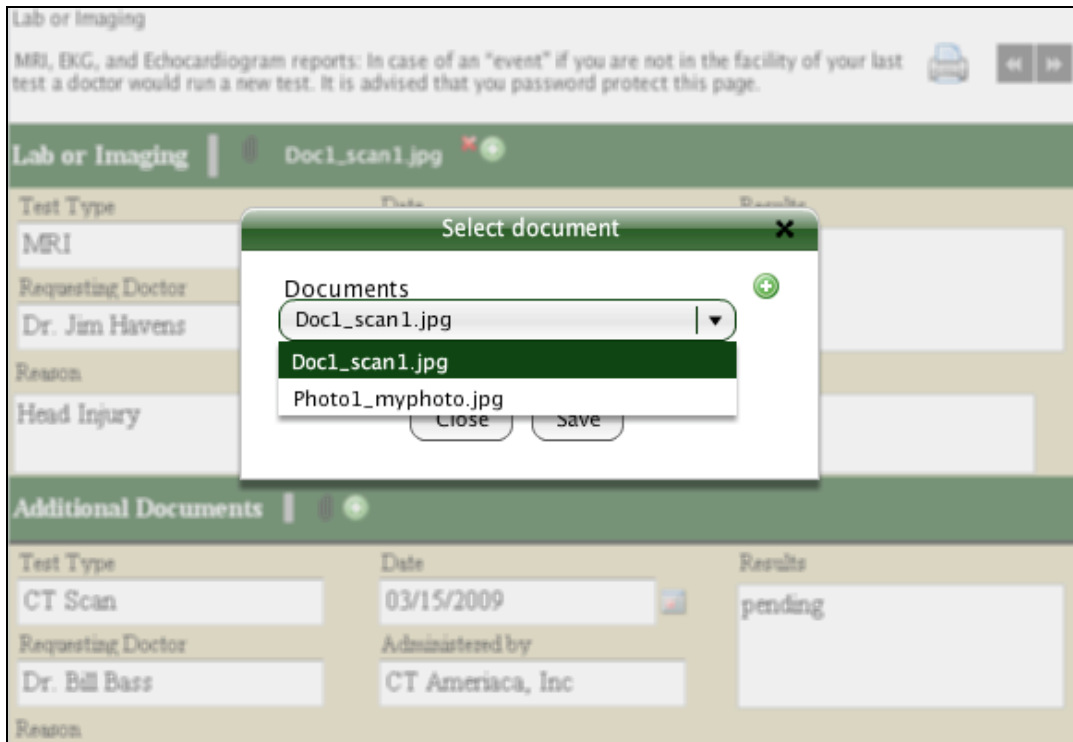 Lab or Imaging
MRI, EKG, and Echocardiogram reports: In case of an "event" if you are not in the facility of your last
test a doctor would run a new test. It is advised that you password protect this page.
Lab or Imaging Doc1_scan1.jpg
Test Type Date Results
MRI
Select document
Requesting Doctor
Documents
Dr. Jim Havens
Doc1_scan1.jpg
Doc1_scan1.jpg
Reason
Photo1_myphoto.jpg
Head Injury
Close Save
Additional Documents
Test Type Date Results
CT Scan 03/15/2009 pending
Requesting Doctor Administered by
Dr. Bill Bass CT Ameriaca, Inc
Reason